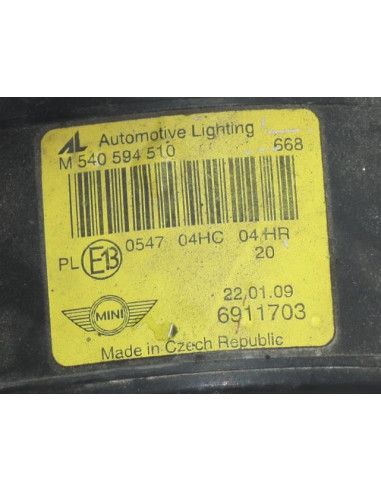 AL Automotive Lighting
M 540 594 510 668
0547 04HC 04 HR
PL E13 20
22.01.09
MINI 6911703
Made in Czech Republic